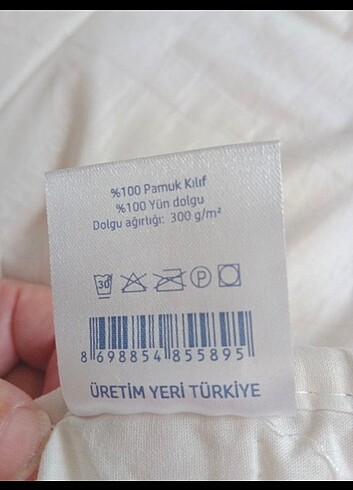 %100 Pamuk Kılıf
%100 Yün dolgu
Dolgu ağırlığı: 300 g/m²
30 P
8 698854 855895
ÜRETİM YERİ TÜRKİYE